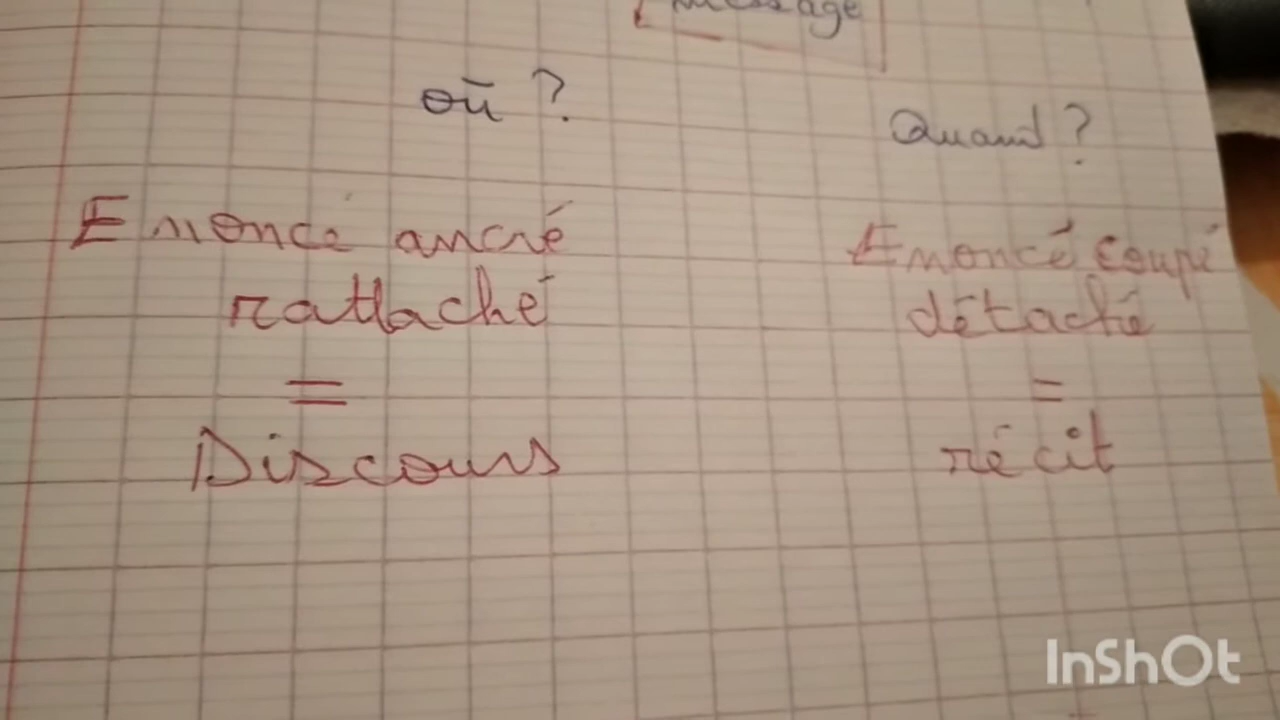 message
où ?
Quand ?
Enoncé ancré
rattaché
=
Discours
Enoncé coupé
détaché
=
récit
InShOt